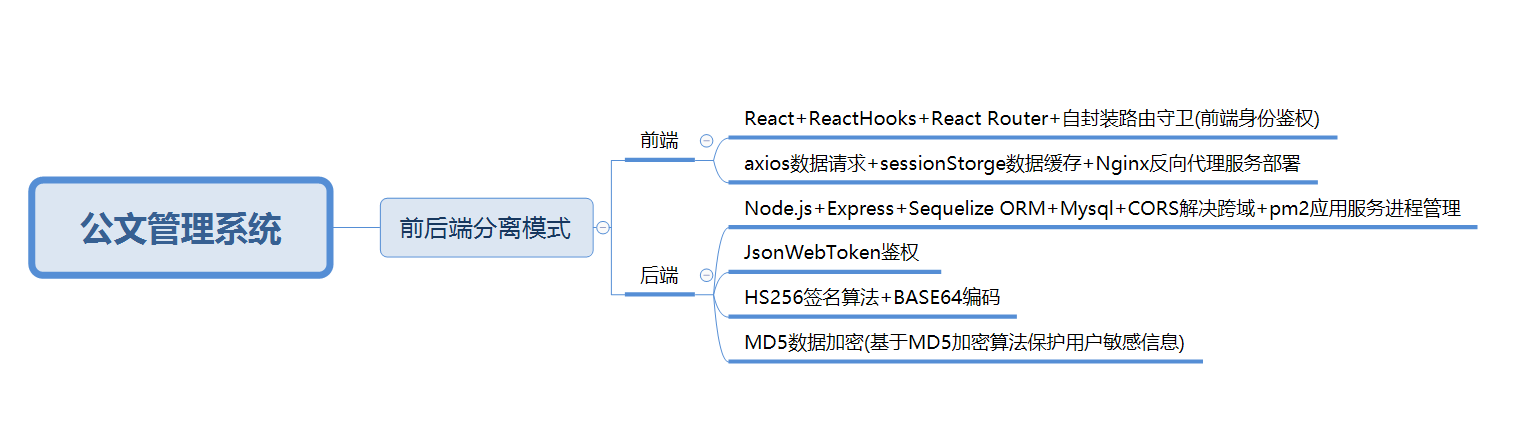 公文管理系统
前后端分离模式
前端
React+ReactHooks+React Router+自封装路由守卫(前端身份鉴权)
axios数据请求+sessionStorge数据缓存+Nginx反向代理服务部署
后端
Node.js+Express+Sequelize ORM+Mysql+CORS解决跨域+pm2应用服务进程管理
JsonWebToken鉴权
HS256签名算法+BASE64编码
MD5数据加密(基于MD5加密算法保护用户敏感信息)